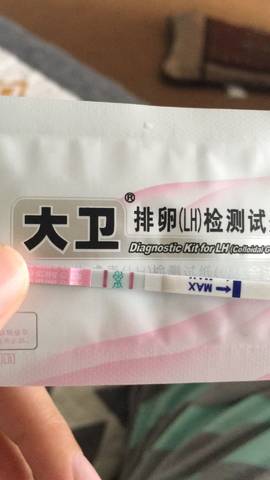 大卫®
排卵(LH)检测试
Diagnostic Kit for LH (Colloidal G
MAX